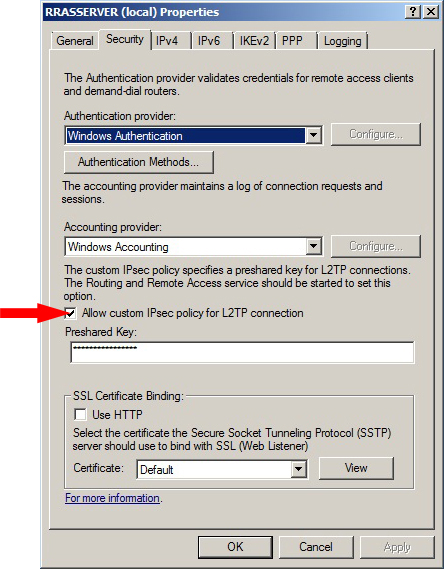 RRASSERVER (local) Properties
General Security IPv4 IPv6 IKEv2 PPP Logging
The Authentication provider validates credentials for remote access clients
and demand-dial routers.
Authentication provider:
Windows Authentication Configure...
Authentication Methods...
The accounting provider maintains a log of connection requests and
sessions.
Accounting provider:
Windows Accounting Configure...
The custom IPsec policy specifies a preshared key for L2TP connections.
The Routing and Remote Access service should be started to set this
option.
Allow custom IPsec policy for L2TP connection
Preshared Key:
****************
SSL Certificate Binding:
Use HTTP
Select the certificate the Secure Socket Tunneling Protocol (SSTP)
server should use to bind with SSL (Web Listener)
Certificate: Default View
For more information.
OK Cancel Apply